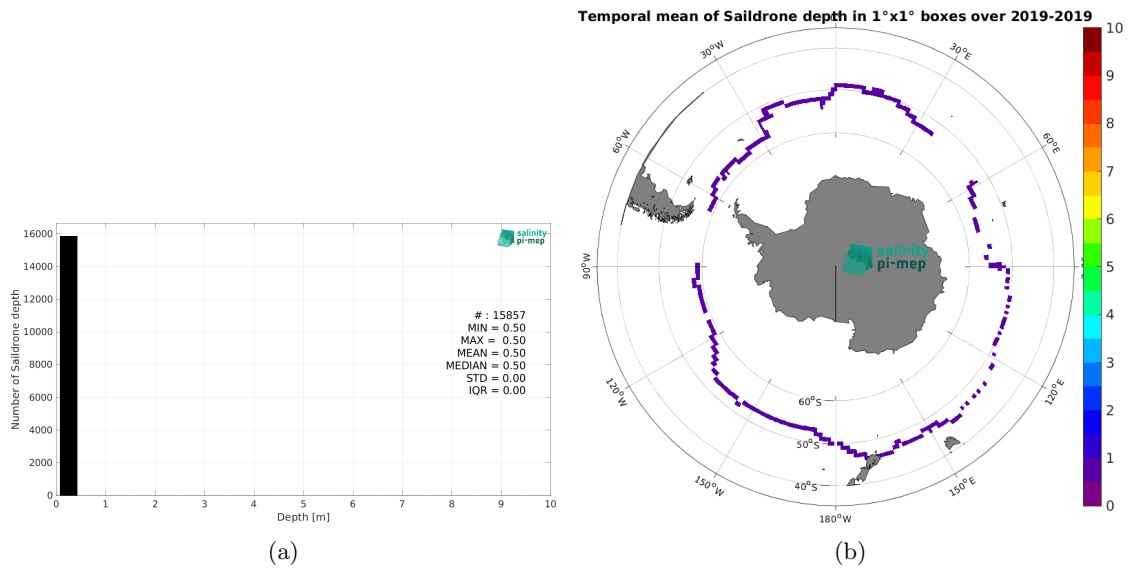 Temporal mean of Saildrone depth in 1°x1° boxes over 2019-2019
Number of Saildrone depth
16000
14000
12000
10000
8000
6000
4000
2000
0
salinity
pi-mep
# : 15857
MIN = 0.50
MAX = 0.50
MEAN = 0.50
MEDIAN = 0.50
STD = 0.00
IQR = 0.00
0 1 2 3 4 5 6 7 8 9 10
Depth [m]
(a)
30°W
30°E
60°W
60°E
90°W
salinity
pi-mep
120°W
120°E
60°S
50°S
40°S
150°W
150°E
180°W
10
9
8
7
6
5
4
3
2
1
0
(b)